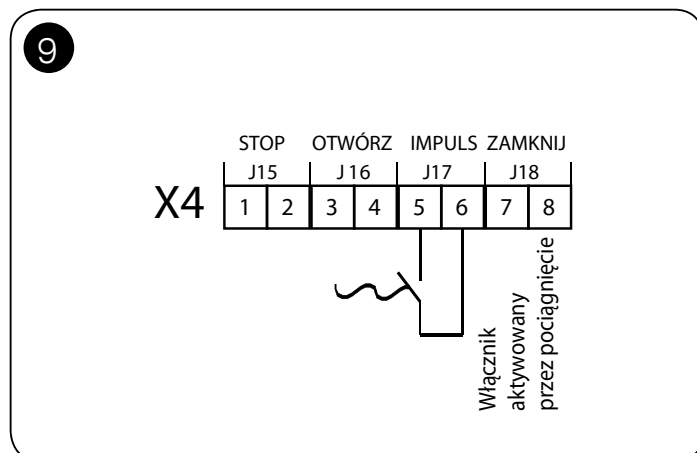 9
STOP OTWÓRZ IMPULS ZAMKNIJ
J15 J 16 J17 J18
X4 1 2 3 4 5 6 7 8
Włącznik
aktywowany
przez pociągnięcie